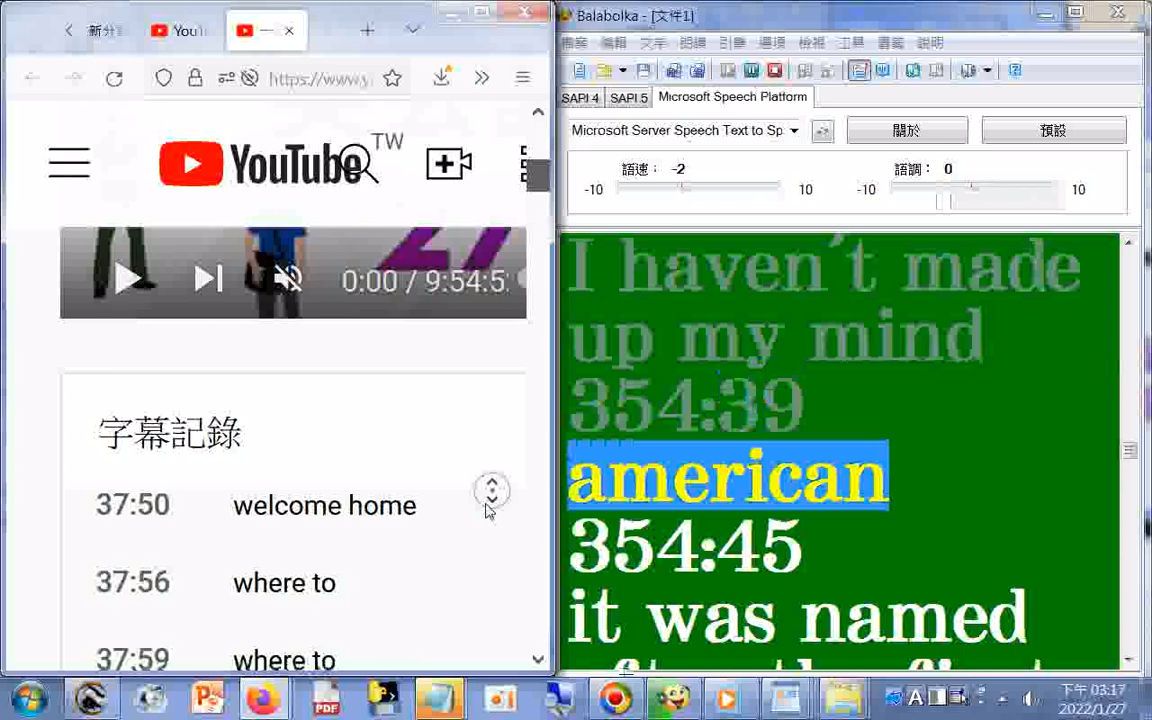 新分
You
Balabolka - [文件1]
檔案 編輯 文字 朗讀 引擎 選項 檢視 工具 書籤 說明
https://www.y
SAPI 4 SAPI 5 Microsoft Speech Platform
Microsoft Server Speech Text to Sp
關於
預設
YouTube TW
語速： -2
-10 10
語調： 0
-10 10
0:00 / 9:54:5
字幕記錄
37:50 welcome home
37:56 where to
37:59 where to
I haven't made
up my mind
354:39
american
354:45
it was named
PDF
A
下午 03:17
2022/1/27